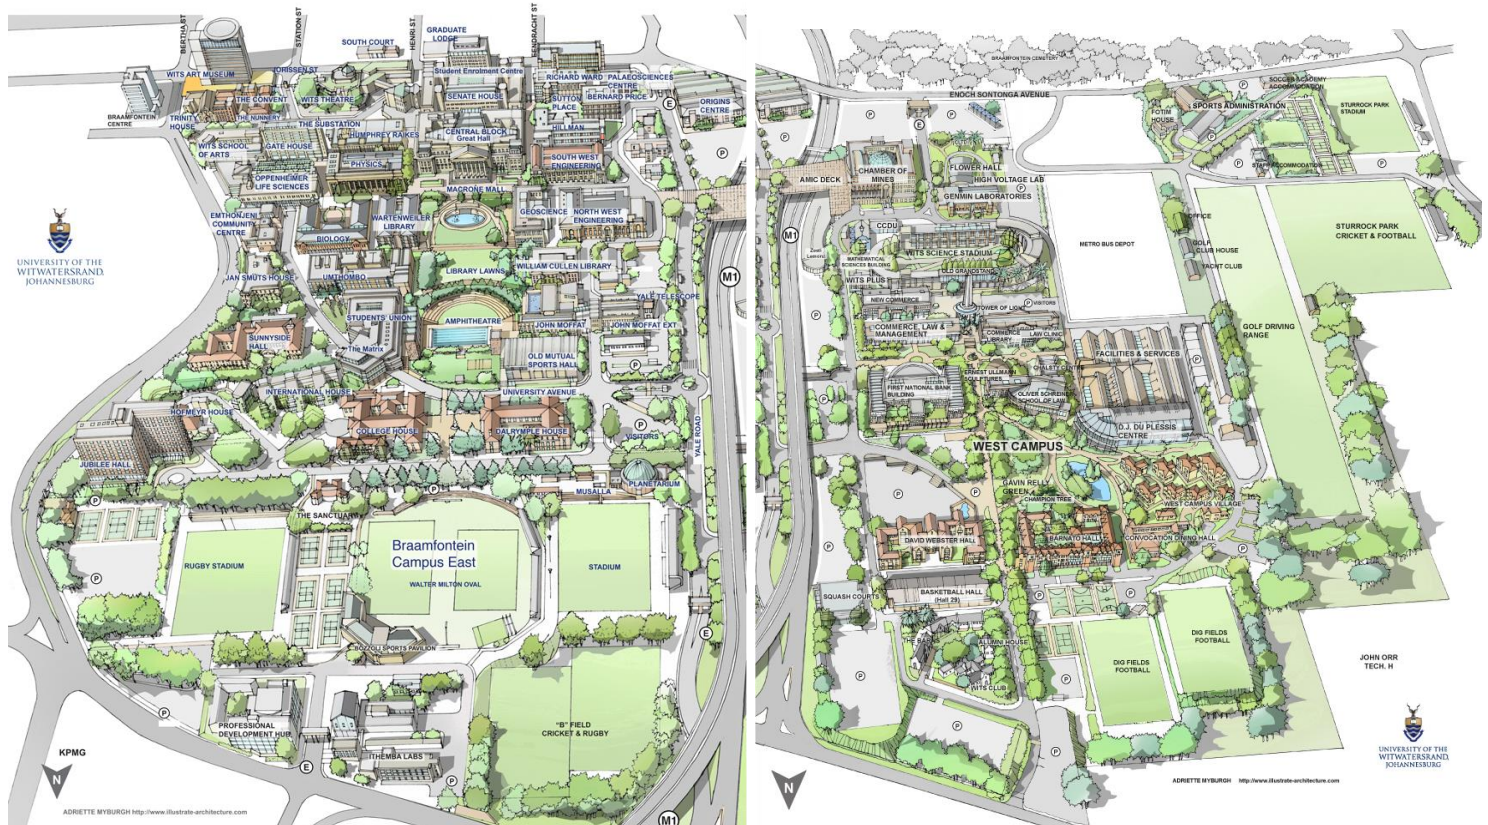 BERTHA ST
STATION ST
HENRI ST
SOUTH COURT
GRADUATE
LODGE
JORISSEN ST
WITS ART MUSEUM
Student Enrolment Centre
RICHARD WARD
PALAEOSCIENCES
CENTRE
THE CONVENT
WITS THEATRE
SENATE HOUSE
SUTTON
PLACE
BERNARD PRICE
E
ORIGINS
CENTRE
BRAAMFONTEIN
CENTRE
TRINITY
HOUSE
THE NUNNERY
THE SUBSTATION
HUMPHREY RAIKES
CENTRAL BLOCK
Great Hall
HILLMAN
WITS SCHOOL
OF ARTS
GATE HOUSE
PHYSICS
SOUTH WEST
ENGINEERING
P
OPPENHEIMER
LIFE SCIENCES
MACRONE MALL
EMTHONJENI
COMMUNITY
CENTRE
WARTENWEILER
LIBRARY
GEOSCIENCE
NORTH WEST
ENGINEERING
BIOLOGY
UNIVERSITY OF THE
WITWATERSRAND,
JOHANNESBURG
JAN SMUTS HOUSE
UMTHOMBO
LIBRARY LAWNS
WILLIAM CULLEN LIBRARY
M1
YALE TELESCOPE
STUDENTS' UNION
AMPHITHEATRE
JOHN MOFFAT
JOHN MOFFAT EXT
SUNNYSIDE
HALL
The Matrix
OLD MUTUAL
SPORTS HALL
P
INTERNATIONAL HOUSE
UNIVERSITY AVENUE
HOFMEYR HOUSE
COLLEGE HOUSE
DALRYMPLE HOUSE
P
VISITORS
YALE ROAD
JUBILEE HALL
PLANETARIUM
MUSALLA
P
P
THE SANCTUARY
Braamfontein
Campus East
WALTER MILTON OVAL
RUGBY STADIUM
STADIUM
P
E
BOZZOLI SPORTS PAVILION
P
PROFESSIONAL
DEVELOPMENT HUB
"B" FIELD
CRICKET & RUGBY
KPMG
N
E
ITHEMBA LABS
P
ADRIETTE MYBURGH http://www.illustrate-architecture.com
M1
BRAAMFONTEIN CEMETERY
ENOCH SONTONGA AVENUE
SOCCER ACADEMY
ACCOMMODATION
SPORTS ADMINISTRATION
FOTIM
HOUSE
STURROCK PARK
STADIUM
P
E
P
P
STAFF ACCOMMODATION
P
P
AMIC DECK
CHAMBER OF
MINES
FLOWER HALL
HIGH VOLTAGE LAB
GENMIN LABORATORIES
M1
CCDU
METRO BUS DEPOT
OFFICE
GOLF
CLUB HOUSE
YACHT CLUB
STURROCK PARK
CRICKET & FOOTBALL
MATHEMATICAL
SCIENCES BUILDING
WITS SCIENCE STADIUM
OLD GRANDSTAND
WITS PLUS
NEW COMMERCE
TOWER OF LIGHT
VISITORS
COMMERCE, LAW &
MANAGEMENT
COMMERCE
LIBRARY
LAW CLINIC
GOLF DRIVING
RANGE
FACILITIES & SERVICES
FIRST NATIONAL BANK
BUILDING
ERNEST ULLMANN
SCULPTURES
CHALSTY CENTRE
OLIVER SCHREINER
SCHOOL OF LAW
D.J. DU PLESSIS
CENTRE
WEST CAMPUS
GAVIN RELLY
GREEN
CHAMPION TREE
WEST CAMPUS VILLAGE
DAVID WEBSTER HALL
BARNATO HALL
CONVOCATION DINING HALL
P
SQUASH COURTS
BASKETBALL HALL
(Hall 29)
P
P
ALUMNI HOUSE
WITS CLUB
P
P
DIG FIELDS
FOOTBALL
DIG FIELDS
FOOTBALL
JOHN ORR
TECH. H
P
P
UNIVERSITY OF THE
WITWATERSRAND,
JOHANNESBURG
N
ADRIETTE MYBURGH http://www.illustrate-architecture.com